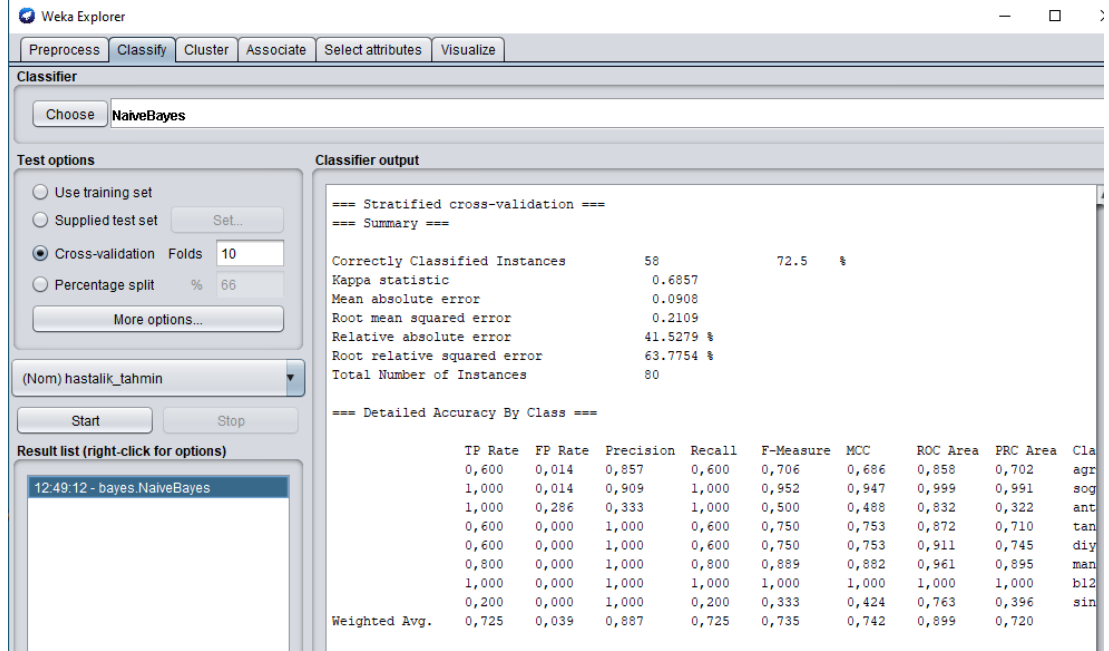 Weka Explorer
Preprocess Classify Cluster Associate Select attributes Visualize
Classifier
Choose NaiveBayes
Test options
Use training set
Supplied test set Set...
Cross-validation Folds 10
Percentage split % 66
More options...
(Nom) hastalik_tahmin
Start Stop
Result list (right-click for options)
12:49:12 - bayes.NaiveBayes
Classifier output
=== Stratified cross-validation ===
=== Summary ===
Correctly Classified Instances 58 72.5 %
Kappa statistic 0.6857
Mean absolute error 0.0908
Root mean squared error 0.2109
Relative absolute error 41.5279 %
Root relative squared error 63.7754 %
Total Number of Instances 80
=== Detailed Accuracy By Class ===
TP Rate FP Rate Precision Recall F-Measure MCC ROC Area PRC Area Cla
0,600 0,014 0,857 0,600 0,706 0,686 0,858 0,702 agr
1,000 0,014 0,909 1,000 0,952 0,947 0,999 0,991 sog
1,000 0,286 0,333 1,000 0,500 0,488 0,832 0,322 ant
0,600 0,000 1,000 0,600 0,750 0,753 0,872 0,710 tan
0,600 0,000 1,000 0,600 0,750 0,753 0,911 0,745 diy
0,800 0,000 1,000 0,800 0,889 0,882 0,961 0,895 man
1,000 0,000 1,000 1,000 1,000 1,000 1,000 1,000 b12
0,200 0,000 1,000 0,200 0,333 0,424 0,763 0,396 sin
Weighted Avg. 0,725 0,039 0,887 0,725 0,735 0,742 0,899 0,720